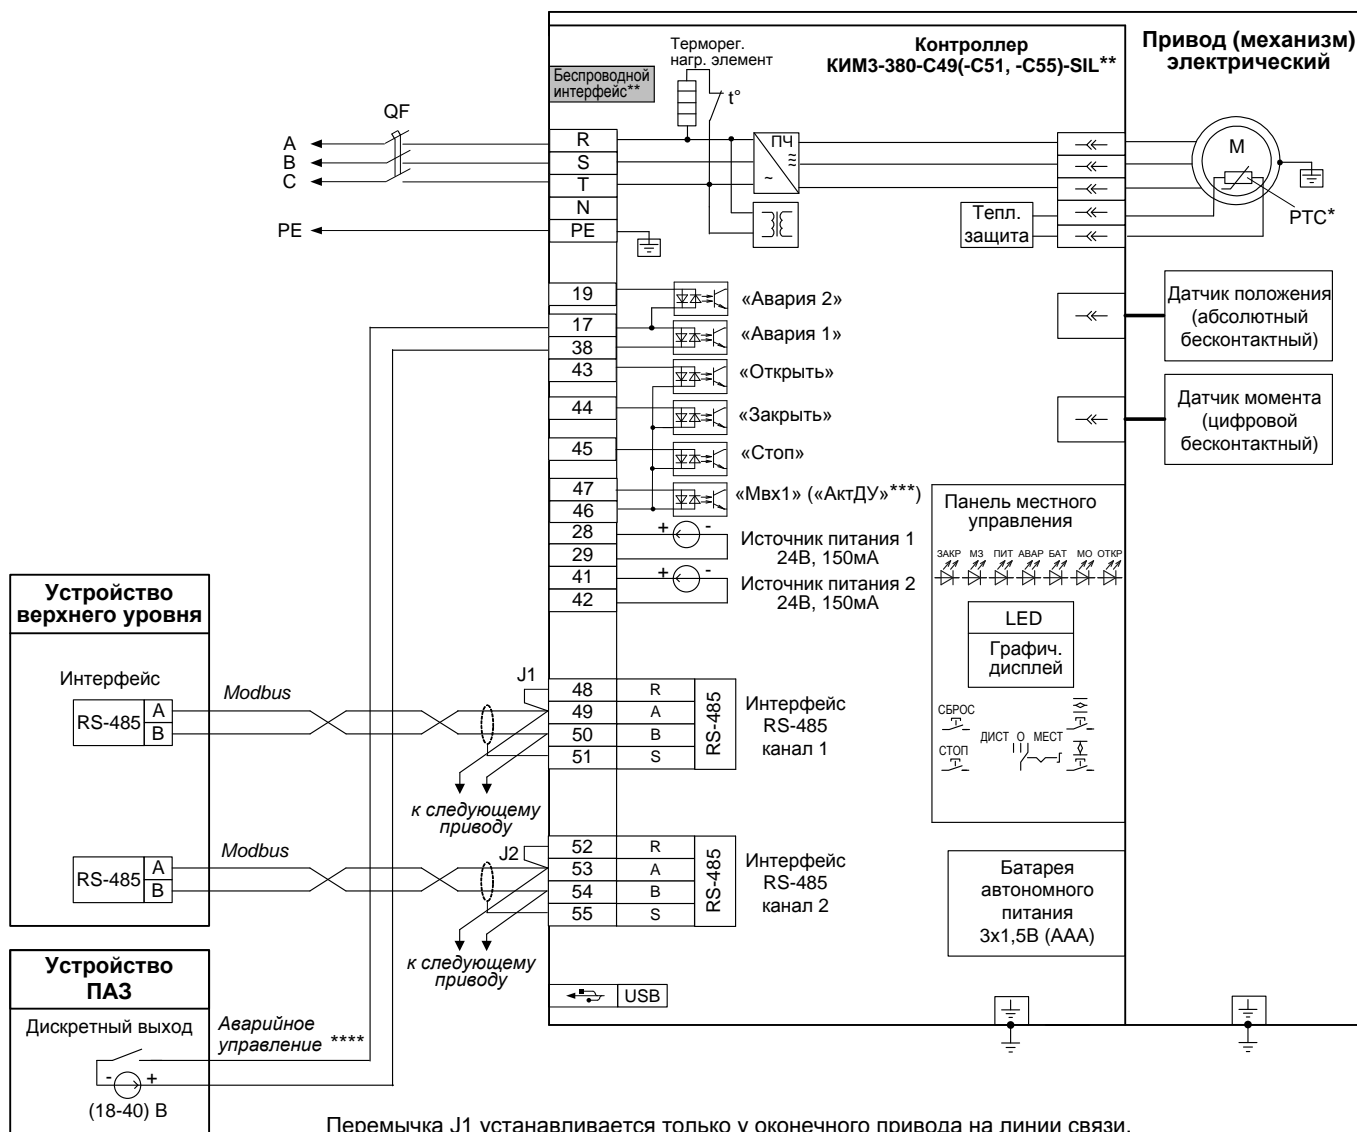 Контроллер
КИМ3-380-С49(-С51, -С55)-SIL**
Привод (механизм)
электрический
Терморег.
нагр. элемент
Беспроводной
интерфейс**
t°
QF
A
B
C
PE
R
S
T
N
PE
ПЧ
≈
~
M
PTC*
Тепл.
защита
19
«Авария 2»
17
«Авария 1»
38
43
«Открыть»
44
«Закрыть»
45
«Стоп»
47
«Мвх1» («АктДУ»***)
46
28
+ -
Источник питания 1
24В, 150мА
29
41
+ -
Источник питания 2
24В, 150мА
42
Датчик положения
(абсолютный
бесконтактный)
Датчик момента
(цифровой
бесконтактный)
Панель местного
управления
ЗАКР МЗ ПИТ АВАР БАТ МО ОТКР
LED
Графич.
дисплей
СБРОС
СТОП
ДИСТ О МЕСТ
Устройство
верхнего уровня
Интерфейс
RS-485
A
B
Modbus
J1
48 R
49 A
50 B
51 S
RS-485
Интерфейс
RS-485
канал 1
к следующему
приводу
RS-485
A
B
Modbus
J2
52 R
53 A
54 B
55 S
RS-485
Интерфейс
RS-485
канал 2
к следующему
приводу
Батарея
автономного
питания
3х1,5В (ААА)
USB
Устройство
ПАЗ
Дискретный выход
Аварийное
управление ****
- +
(18-40) В
Перемычка J1 устанавливается только у оконечного привода на линии связи.